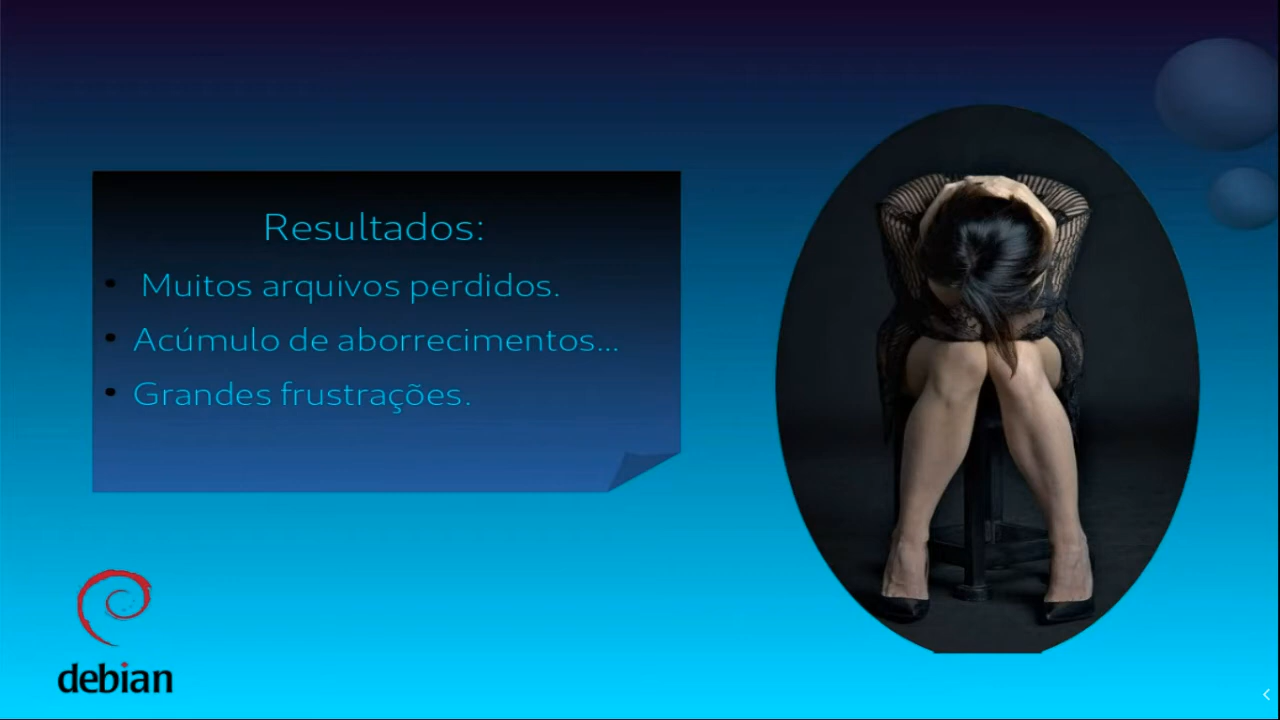 Resultados:
• Muitos arquivos perdidos.
• Acúmulo de aborrecimentos...
• Grandes frustrações.
debian